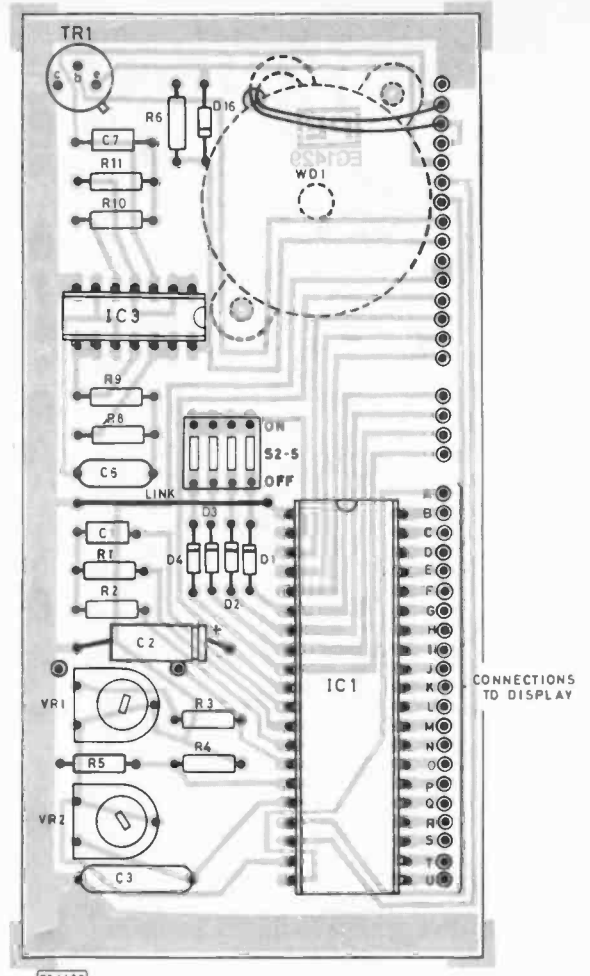 TR1
c b e
R6
D16
C7
R11
R10
EG1429
WD1
IC3
R9
R8
C6
ON
S2-5
OFF
LINK
D3
C1
R1
R2
D4
D1
D2
C2
+
VR1
R3
R4
R5
VR2
C3
IC1
A
B
C
D
E
F
G
H
I
J
K
L
M
N
O
P
Q
R
S
T
U
CONNECTIONS
TO DISPLAY